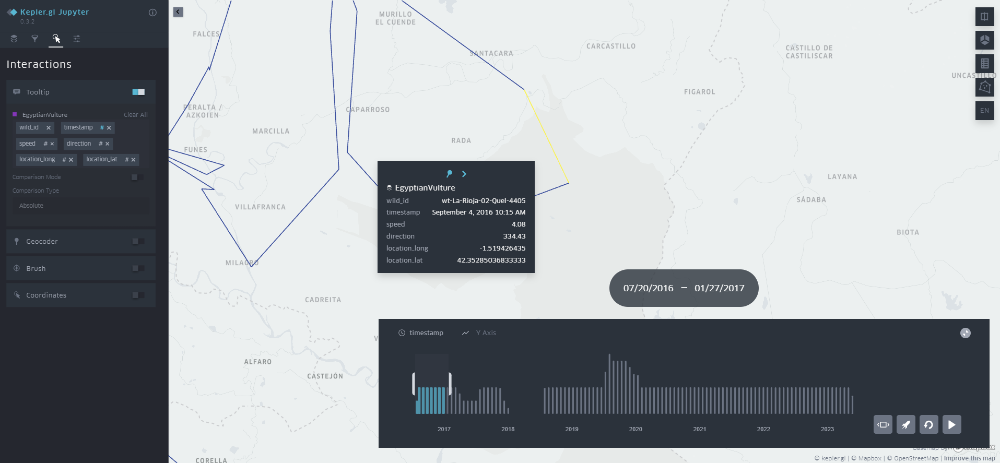 Kepler.gl Jupyter
0.3.2
Interactions
Tooltip
EgyptianVulture Clear All
wild_id timestamp #
speed # direction #
location_long # location_lat #
Comparison Mode
Comparison Type
Absolute
Geocoder
Brush
Coordinates
MURILLO
EL CUENDE
FALCES
SANTACARA
CARCASTILLO
CASTILLO DE
CASTILISCAR
UNCASTILLO
FIGAROL
PERALTA /
AZKOIEN
CAPARROSO
EN
MARCILLA
RADA
FUNES
LAYANA
SÁDABA
VILLAFRANCA
BIOTA
MILAGRO
CADREITA
ALFARO
CASTEJÓN
CORELLA
EgyptianVulture
wild_id wt-La-Rioja-02-Quel-4405
timestamp September 4, 2016 10:15 AM
speed 4.08
direction 334.43
location_long -1.519426435
location_lat 42.35285036833333
07/20/2016 – 01/27/2017
timestamp Y Axis
2017 2018 2019 2020 2021 2022 2023
Basemap by mapbox
© kepler.gl | © Mapbox | © OpenStreetMap | Improve this map